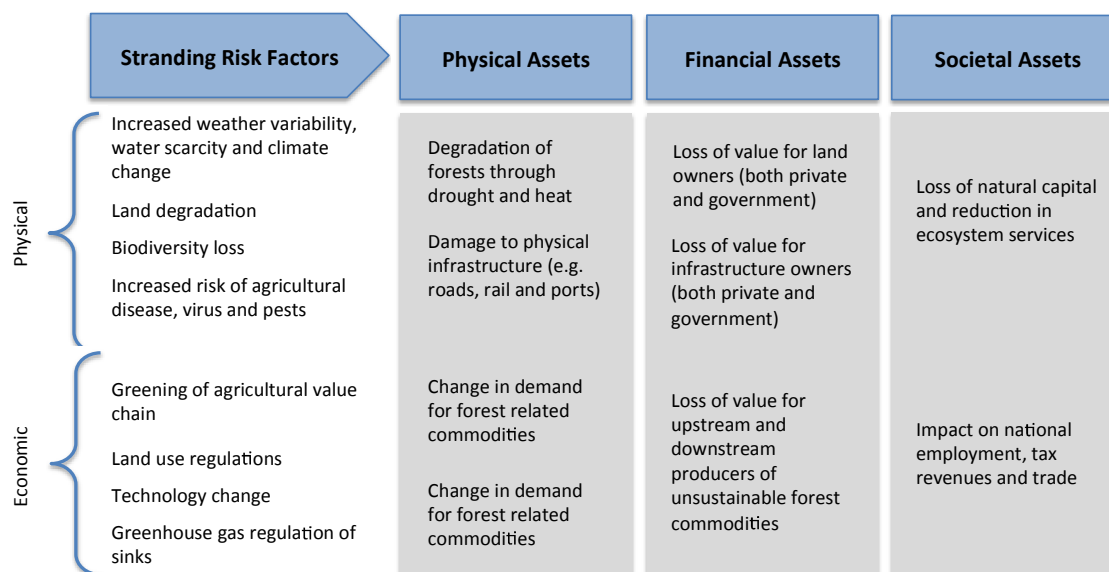 Stranding Risk Factors
Physical Assets
Financial Assets
Societal Assets
Physical
Increased weather variability,
water scarcity and climate
change
Land degradation
Biodiversity loss
Increased risk of agricultural
disease, virus and pests
Degradation of
forests through
drought and heat
Damage to physical
infrastructure (e.g.
roads, rail and ports)
Loss of value for land
owners (both private
and government)
Loss of value for
infrastructure owners
(both private and
government)
Loss of natural capital
and reduction in
ecosystem services
Economic
Greening of agricultural value
chain
Land use regulations
Technology change
Greenhouse gas regulation of
sinks
Change in demand
for forest related
commodities
Change in demand
for forest related
commodities
Loss of value for
upstream and
downstream
producers of
unsustainable forest
commodities
Impact on national
employment, tax
revenues and trade